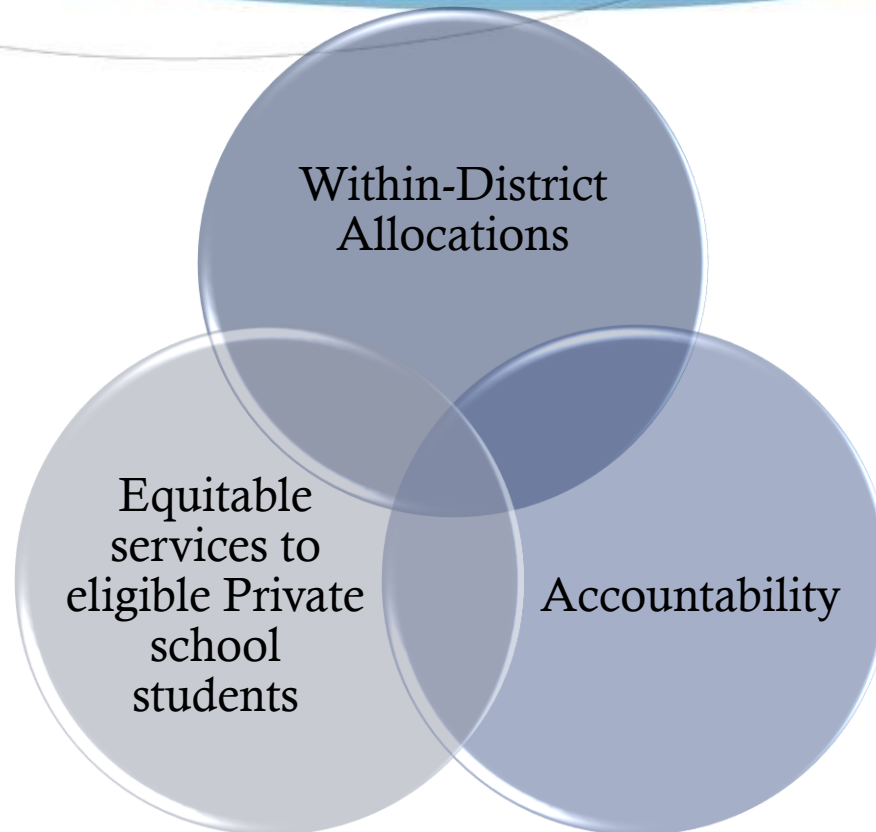 Within-District
Allocations
Equitable
services to
eligible Private
school
students
Accountability